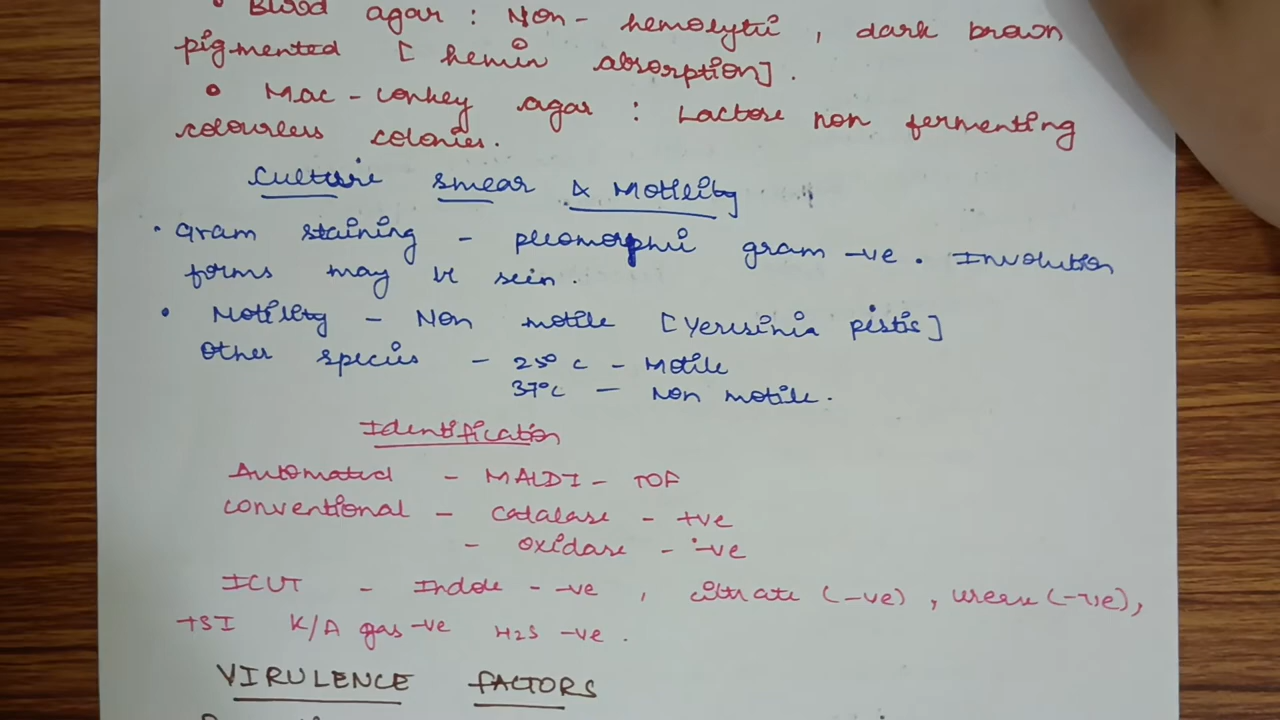 • Blood agar : Non-hemolytic, dark brown
pigmented [hemin absorption].
• Mac-conkey agar : Lactose non fermenting
colourless colonies.
Culture smear & Motility
• Gram staining - pleomorphic gram -ve. Involution
forms may be seen.
• Motility - Non motile [Yersinia pestis]
Other species - 25°C - Motile
37°C - Non motile.
Identification
Automated - MALDI-TOF
Conventional - Catalase - +ve
- oxidase - -ve
ICUT - Indole - -ve, citrate (-ve), urease (-ve),
TSI K/A gas -ve H2S -ve.
VIRULENCE FACTORS